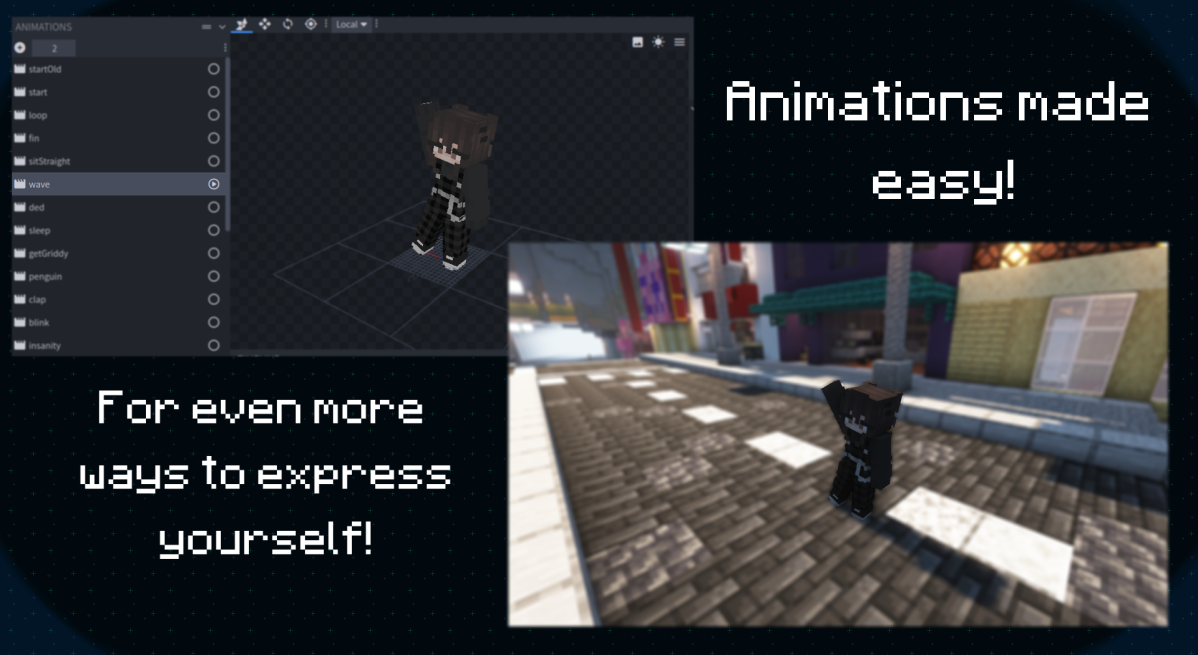 ANIMATIONS
Local
2
startOld
start
loop
fin
sitStraight
wave
ded
sleep
getGriddy
penguin
clap
blink
insanity
Animations made
easy!
For even more
ways to express
yourself!